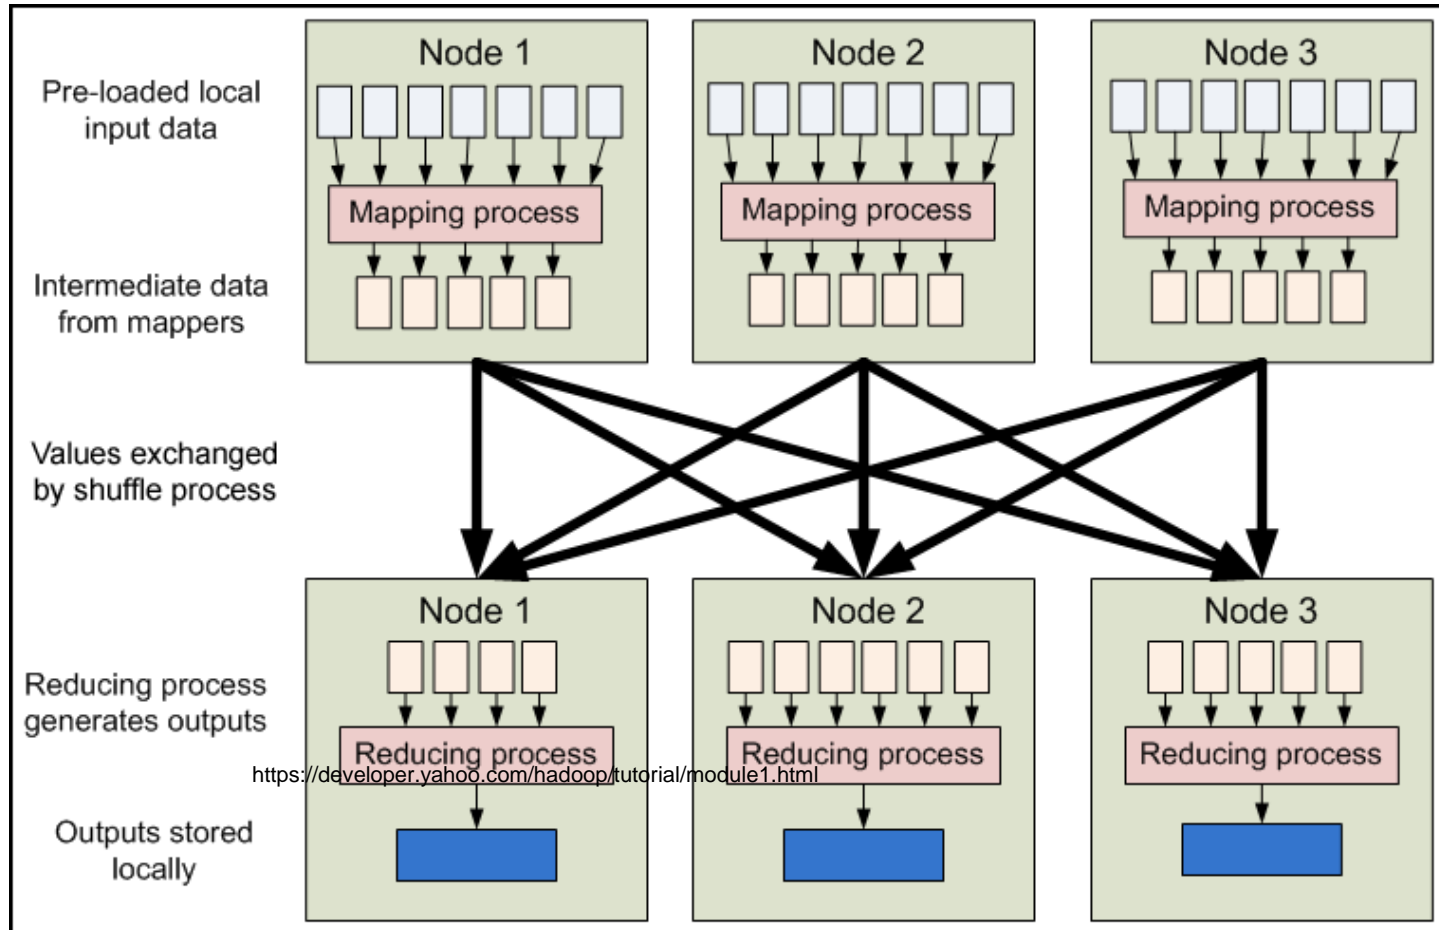 Node 1
Node 2
Node 3
Pre-loaded local
input data
Mapping process
Mapping process
Mapping process
Intermediate data
from mappers
Values exchanged
by shuffle process
Node 1
Node 2
Node 3
Reducing process
generates outputs
Reducing process
Reducing process
Reducing process
https://developer.yahoo.com/hadoop/tutorial/module1.html
Outputs stored
locally